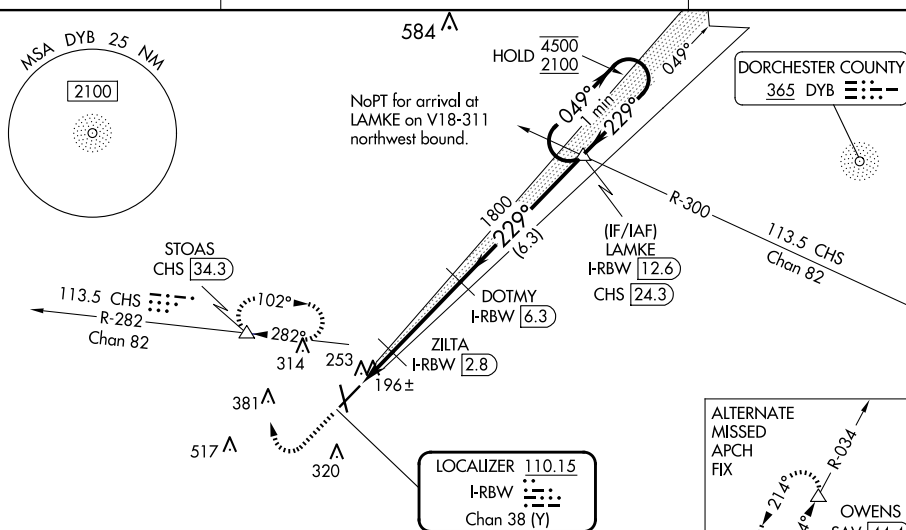 MSA DYB 25 NM
2100
584
HOLD 4500
2100
049°
1 min
229°
049°
NoPT for arrival at
LAMKE on V18-311
northwest bound.
DORCHESTER COUNTY
365 DYB
R-300
113.5 CHS
Chan 82
1800
229°
(6.3)
(IF/IAF)
LAMKE
I-RBW 12.6
CHS 24.3
STOAS
CHS 34.3
113.5 CHS
R-282
Chan 82
102°
282°
DOTMY
I-RBW 6.3
ZILTA
I-RBW 2.8
314
253
196±
381
517
320
LOCALIZER 110.15
I-RBW
Chan 38 (Y)
ALTERNATE
MISSED
APCH
FIX
R-034
214°
OWENS